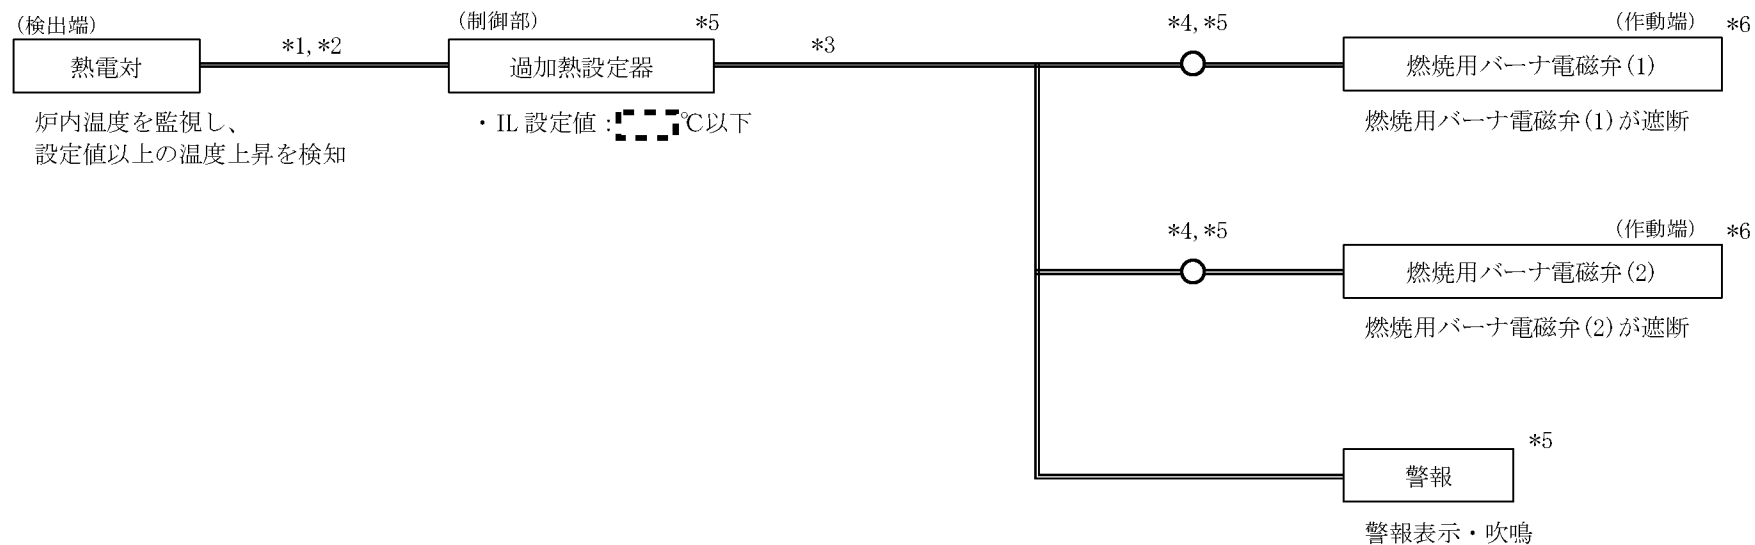 (検出端)
熱電対
*1, *2
炉内温度を監視し、
設定値以上の温度上昇を検知
(制御部)
*5
過加熱設定器
・IL 設定値 : ℃以下
*3
*4, *5
(作動端)
*6
燃焼用バーナ電磁弁(1)
燃焼用バーナ電磁弁(1)が遮断
*4, *5
(作動端)
*6
燃焼用バーナ電磁弁(2)
燃焼用バーナ電磁弁(2)が遮断
*5
警報
警報表示・吹鳴